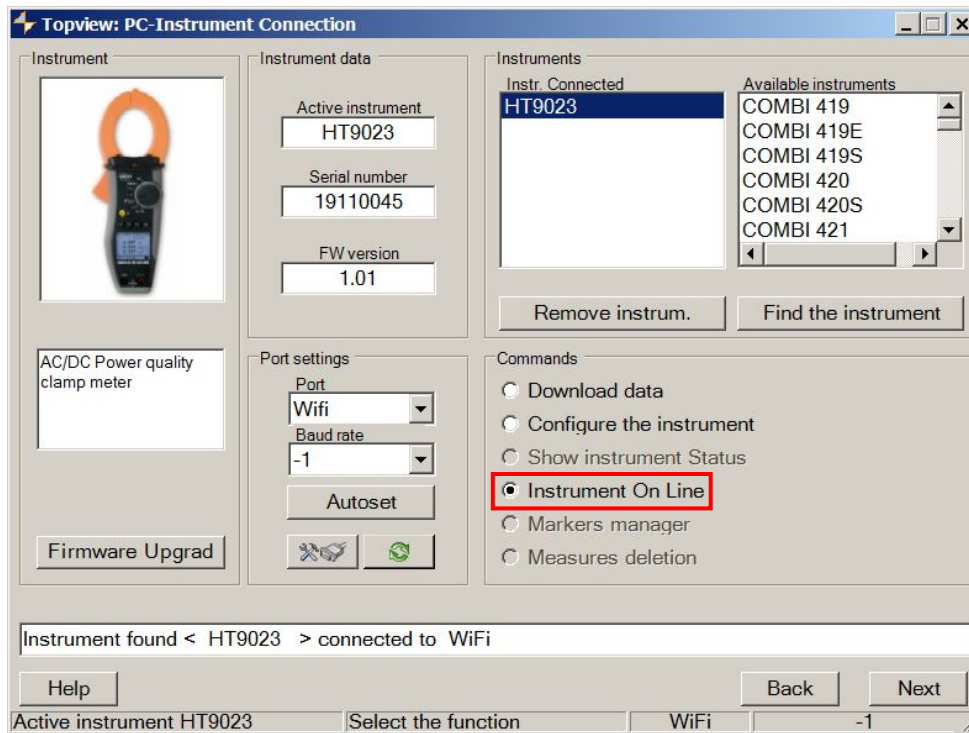 Topview: PC-Instrument Connection
Instrument
AC/DC Power quality
clamp meter
Firmware Upgrad
Instrument data
Active instrument
HT9023
Serial number
19110045
FW version
1.01
Port settings
Port
Wifi
Baud rate
-1
Autoset
Instruments
Instr. Connected
HT9023
Available instruments
COMBI 419
COMBI 419E
COMBI 419S
COMBI 420
COMBI 420S
COMBI 421
Remove instrum.
Find the instrument
Commands
Download data
Configure the instrument
Show instrument Status
Instrument On Line
Markers manager
Measures deletion
Instrument found < HT9023 > connected to WiFi
Help
Back
Next
Active instrument HT9023 Select the function WiFi -1